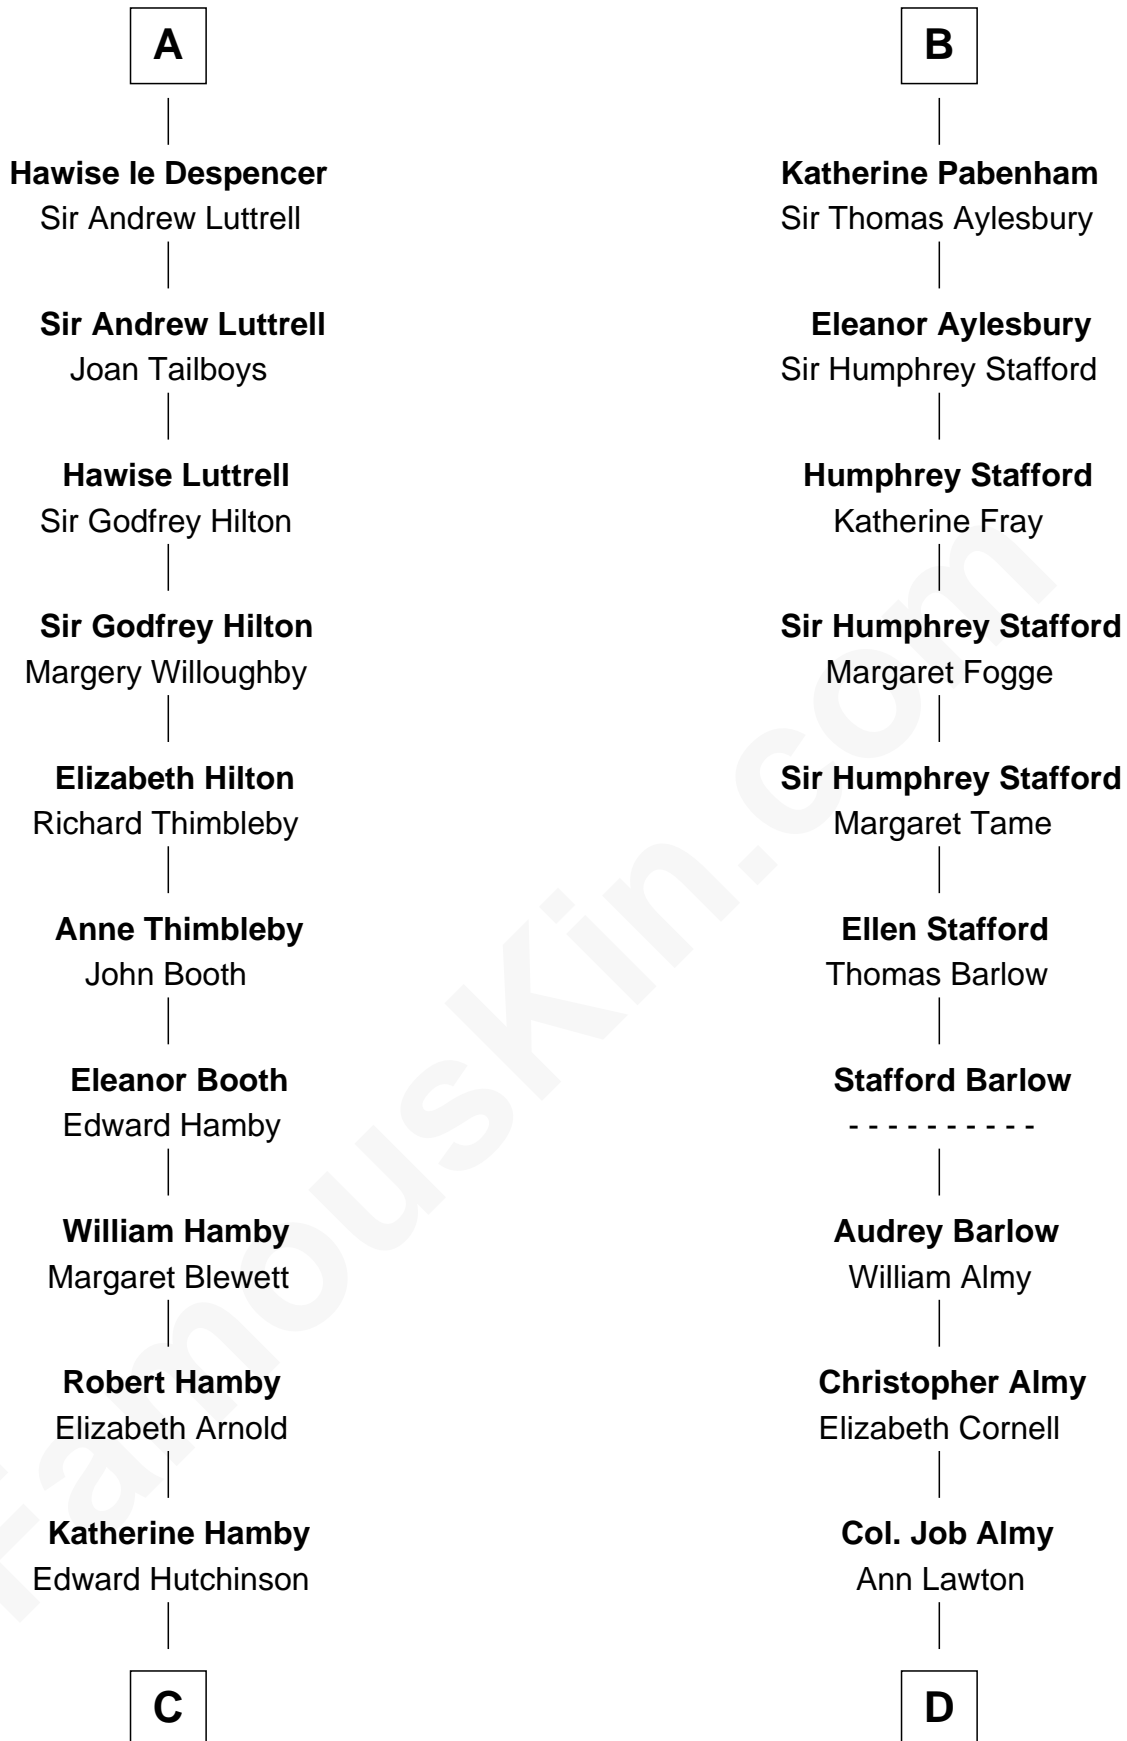 A
Hawise le Despencer
Sir Andrew Luttrell
Sir Andrew Luttrell
Joan Tailboys
Hawise Luttrell
Sir Godfrey Hilton
Sir Godfrey Hilton
Margery Willoughby
Elizabeth Hilton
Richard Thimbleby
Anne Thimbleby
John Booth
Eleanor Booth
Edward Hamby
William Hamby
Margaret Blewett
Robert Hamby
Elizabeth Arnold
Katherine Hamby
Edward Hutchinson
C
B
Katherine Pabenham
Sir Thomas Aylesbury
Eleanor Aylesbury
Sir Humphrey Stafford
Humphrey Stafford
Katherine Fray
Sir Humphrey Stafford
Margaret Fogge
Sir Humphrey Stafford
Margaret Tame
Ellen Stafford
Thomas Barlow
Stafford Barlow
- - - - - - - - - -
Audrey Barlow
William Almy
Christopher Almy
Elizabeth Cornell
Col. Job Almy
Ann Lawton
D
FamousKin.com